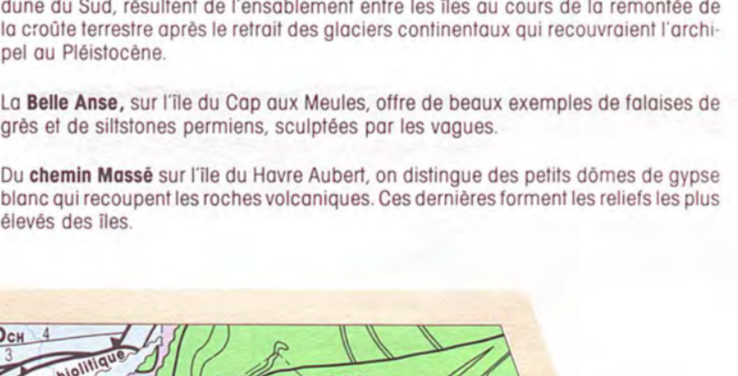 dune du Sud, résultent de l'ensablement entre les îles au cours de la remontée de
la croûte terrestre après le retrait des glaciers continentaux qui recouvraient l'archi-
pel au Pléistocène.
La Belle Anse, sur l'île du Cap aux Meules, offre de beaux exemples de falaises de
grès et de siltstones permiens, sculptées par les vagues.
Du chemin Massé sur l'île du Havre Aubert, on distingue des petits dômes de gypse
blanc qui recoupent les roches volcaniques. Ces dernières forment les reliefs les plus
élevés des îles.
OCH 4
3
biolitique